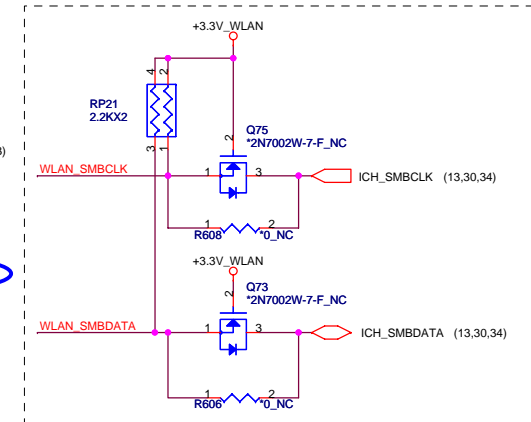 +3.3V_WLAN
4 2
RP21
2.2KX2
3 1
Q75
*2N7002W-7-F_NC
2
3)
WLAN_SMBCLK
1 3
ICH_SMBCLK (13,30,34)
1 2
R608 *0_NC
+3.3V_WLAN
Q73
*2N7002W-7-F_NC
2
WLAN_SMBDATA
1 3
ICH_SMBDATA (13,30,34)
1 2
R606 *0_NC